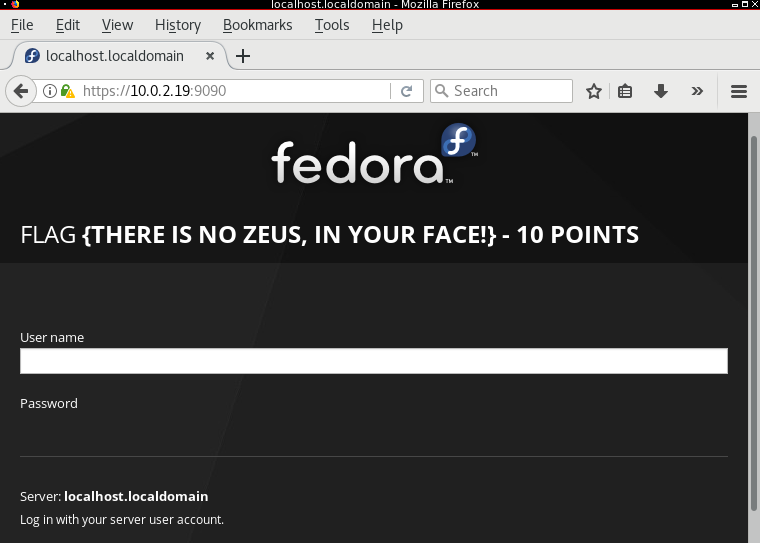 localhost.localdomain - Mozilla Firefox
File Edit View History Bookmarks Tools Help
localhost.localdomain
https://10.0.2.19:9090
Search
fedora™
FLAG {THERE IS NO ZEUS, IN YOUR FACE!} - 10 POINTS
User name
Password
Server: localhost.localdomain
Log in with your server user account.